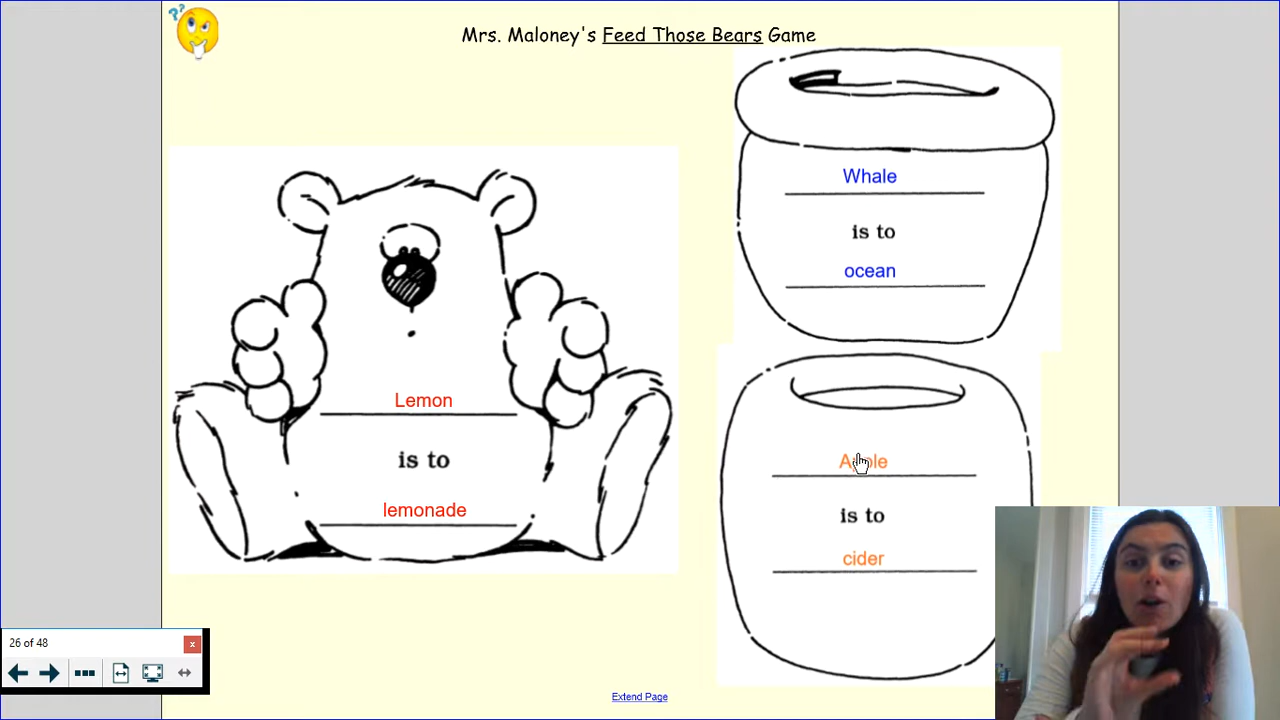 ??
Mrs. Maloney's Feed Those Bears Game
Whale
is to
ocean
Lemon
is to
lemonade
Apple
is to
cider
26 of 48
Extend Page